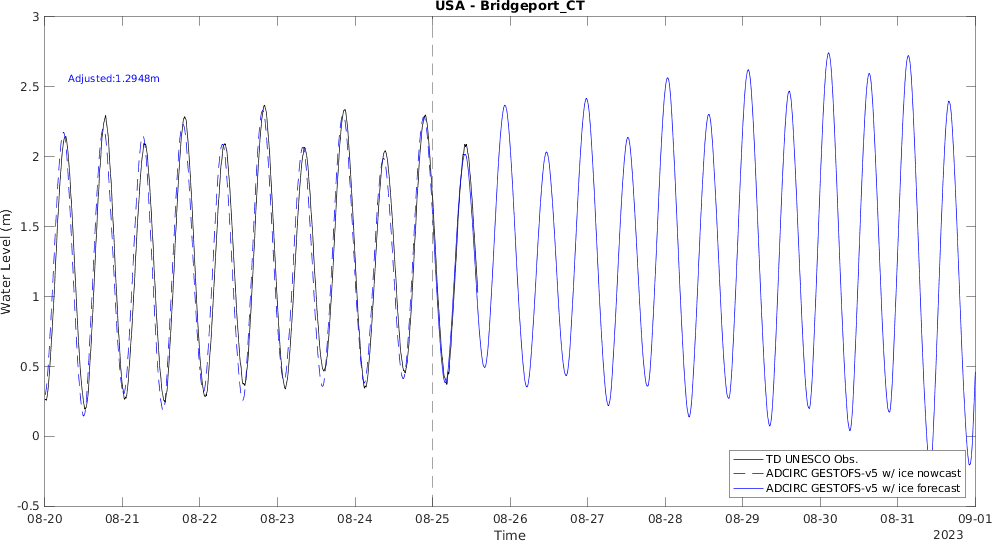 USA - Bridgeport_CT
Adjusted:1.2948m
Water Level (m)
3
2.5
2
1.5
1
0.5
0
-0.5
TD UNESCO Obs.
ADCIRC GESTOFS-v5 w/ ice nowcast
ADCIRC GESTOFS-v5 w/ ice forecast
08-20 08-21 08-22 08-23 08-24 08-25 08-26 08-27 08-28 08-29 08-30 08-31 09-01
Time
2023